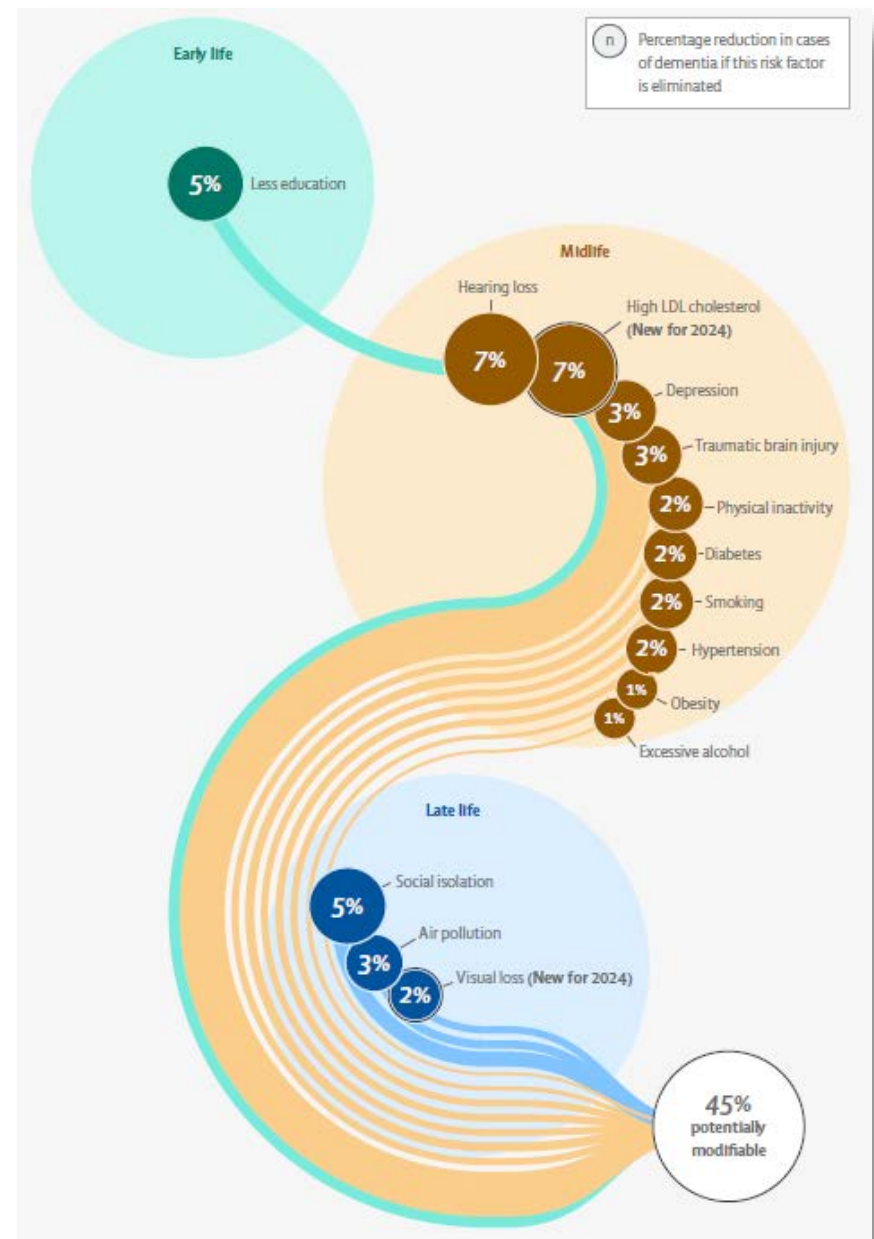 Early life
n
Percentage reduction in cases
of dementia if this risk factor
is eliminated
5%
Less education
Midlife
Hearing loss
7%
High LDL cholesterol
(New for 2024)
7%
Depression
3%
Traumatic brain injury
3%
Physical inactivity
2%
Diabetes
2%
Smoking
2%
Hypertension
2%
Obesity
1%
Excessive alcohol
1%
Late life
Social isolation
5%
Air pollution
3%
Visual loss (New for 2024)
2%
45%
potentially
modifiable